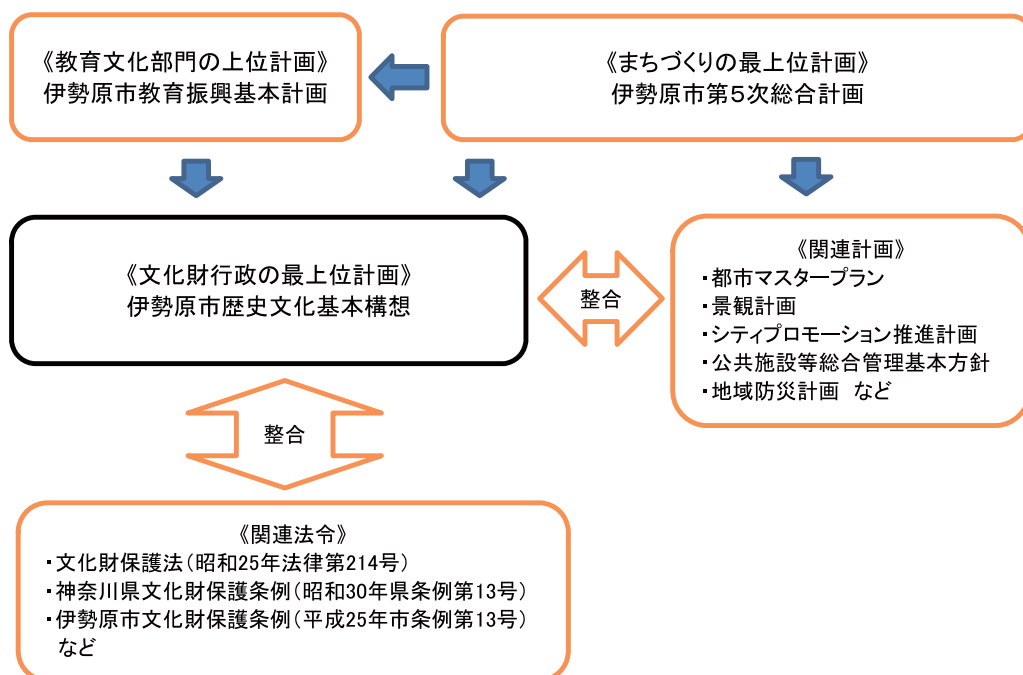 《教育文化部門の上位計画》
伊勢原市教育振興基本計画
《まちづくりの最上位計画》
伊勢原市第5次総合計画
《文化財行政の最上位計画》
伊勢原市歴史文化基本構想
整合
《関連計画》
・都市マスタープラン
・景観計画
・シティプロモーション推進計画
・公共施設等総合管理基本方針
・地域防災計画 など
整合
《関連法令》
・文化財保護法(昭和25年法律第214号)
・神奈川県文化財保護条例(昭和30年県条例第13号)
・伊勢原市文化財保護条例(平成25年市条例第13号)
など